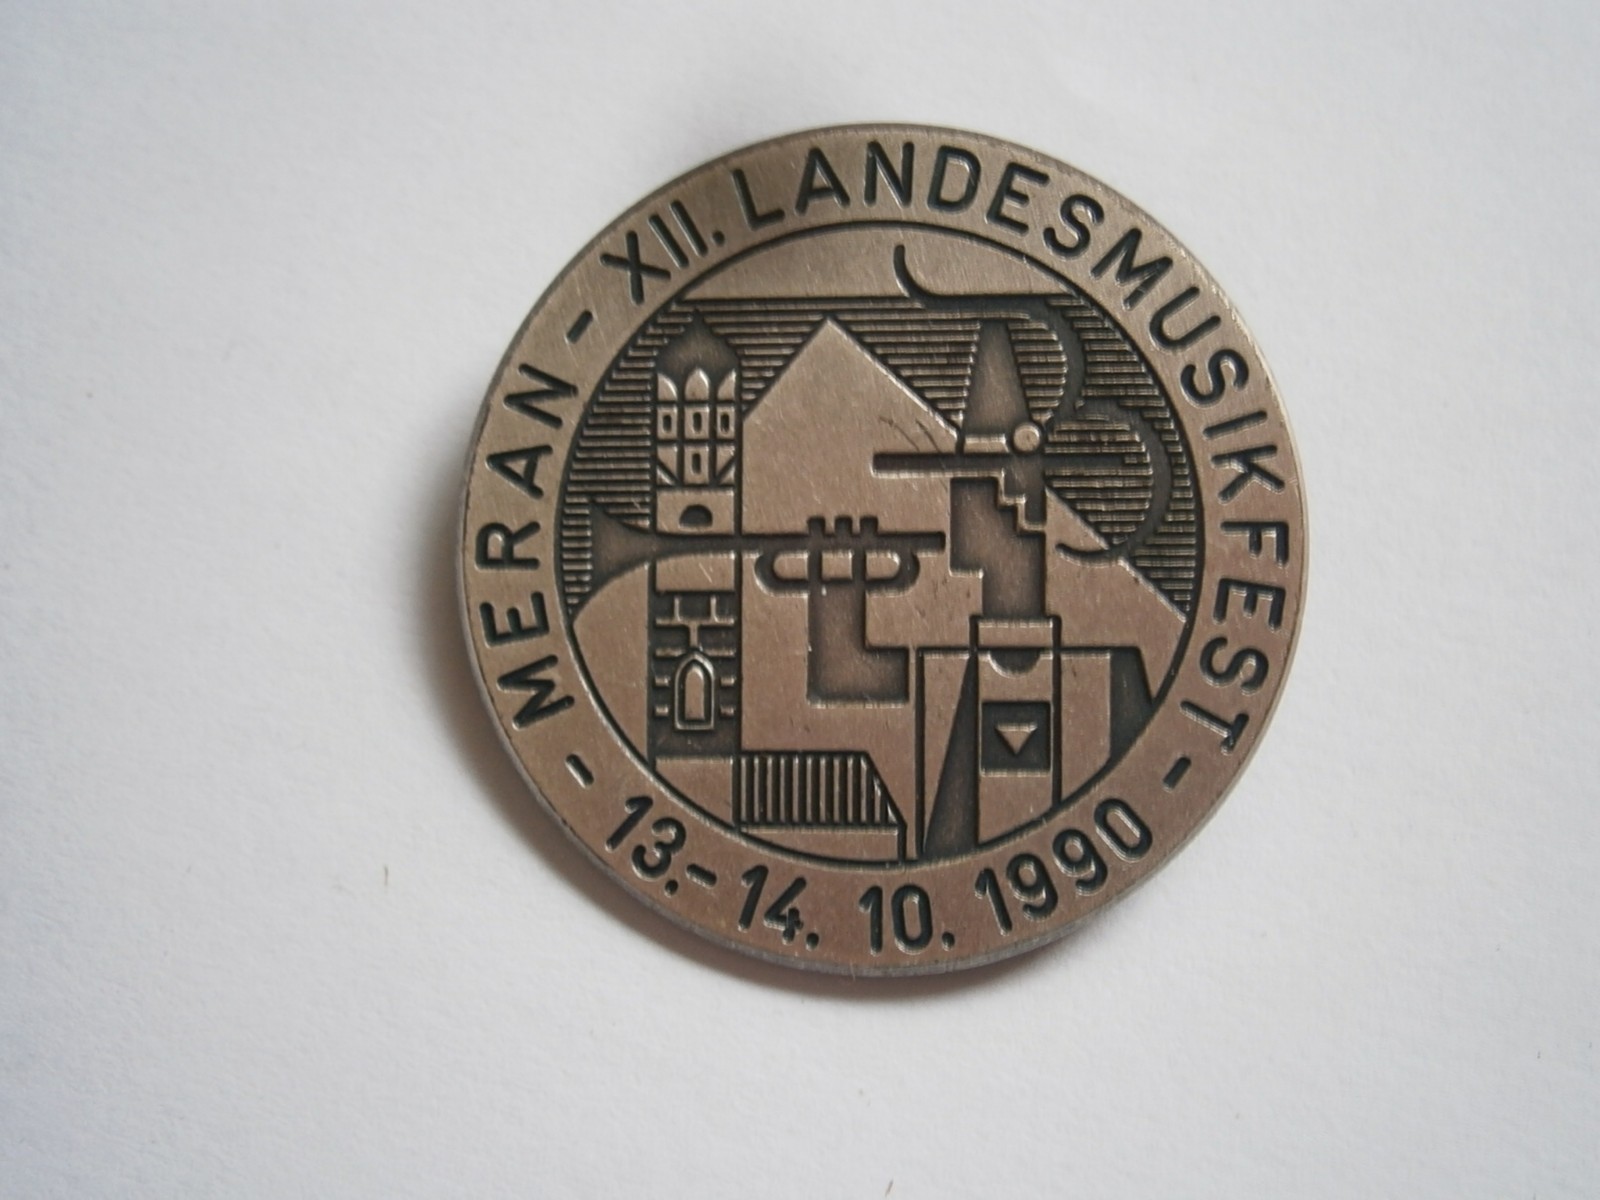 MERAN - XII. LANDESMUSIKFEST -
- 13.-14. 10. 1990